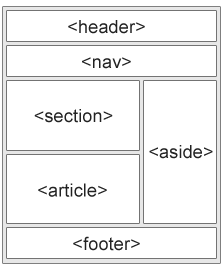 <header>
<nav>
<section>
<aside>
<article>
<footer>